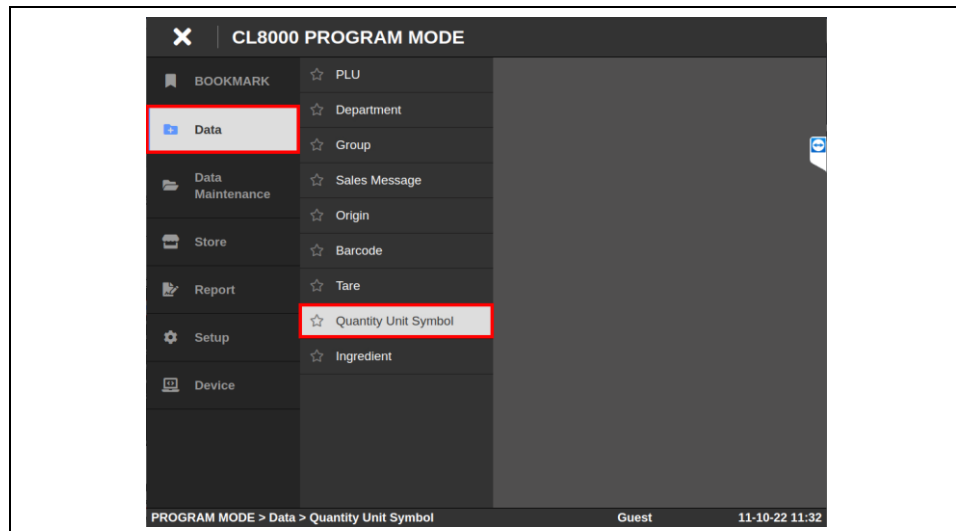 CL8000 PROGRAM MODE
BOOKMARK
Data
Data
Maintenance
Store
Report
Setup
Device
PLU
Department
Group
Sales Message
Origin
Barcode
Tare
Quantity Unit Symbol
Ingredient
PROGRAM MODE > Data > Quantity Unit Symbol Guest 11-10-22 11:32